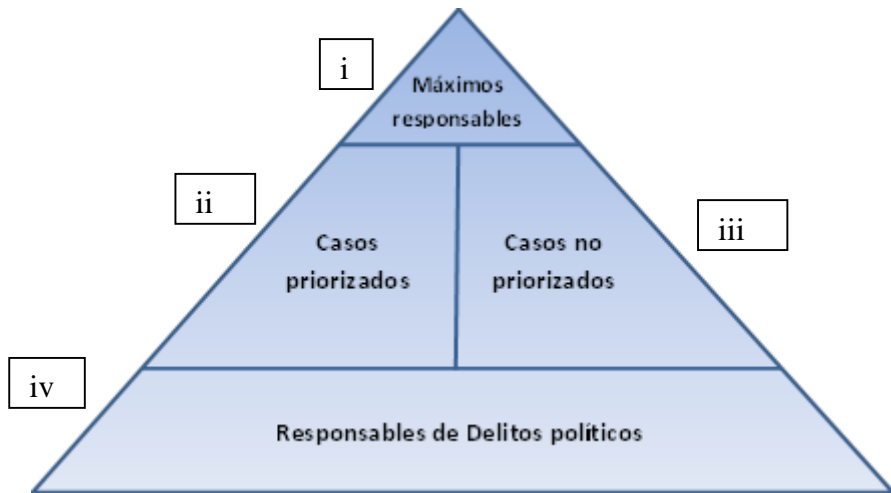 i
Máximos
responsables
ii
iii
Casos
priorizados
Casos no
priorizados
iv
Responsables de Delitos políticos